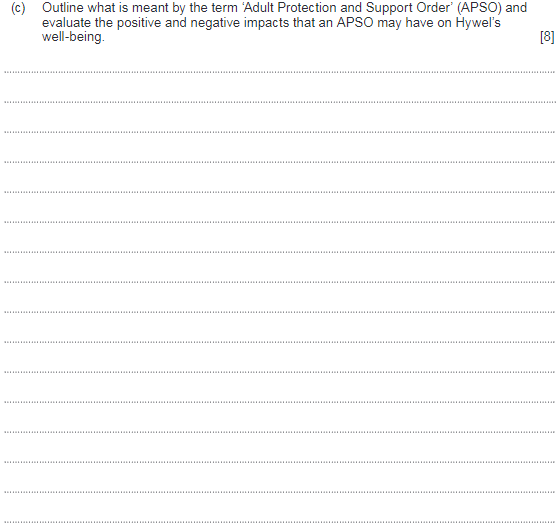 (c) Outline what is meant by the term ‘Adult Protection and Support Order’ (APSO) and
evaluate the positive and negative impacts that an APSO may have on Hywel’s
well-being. [8]